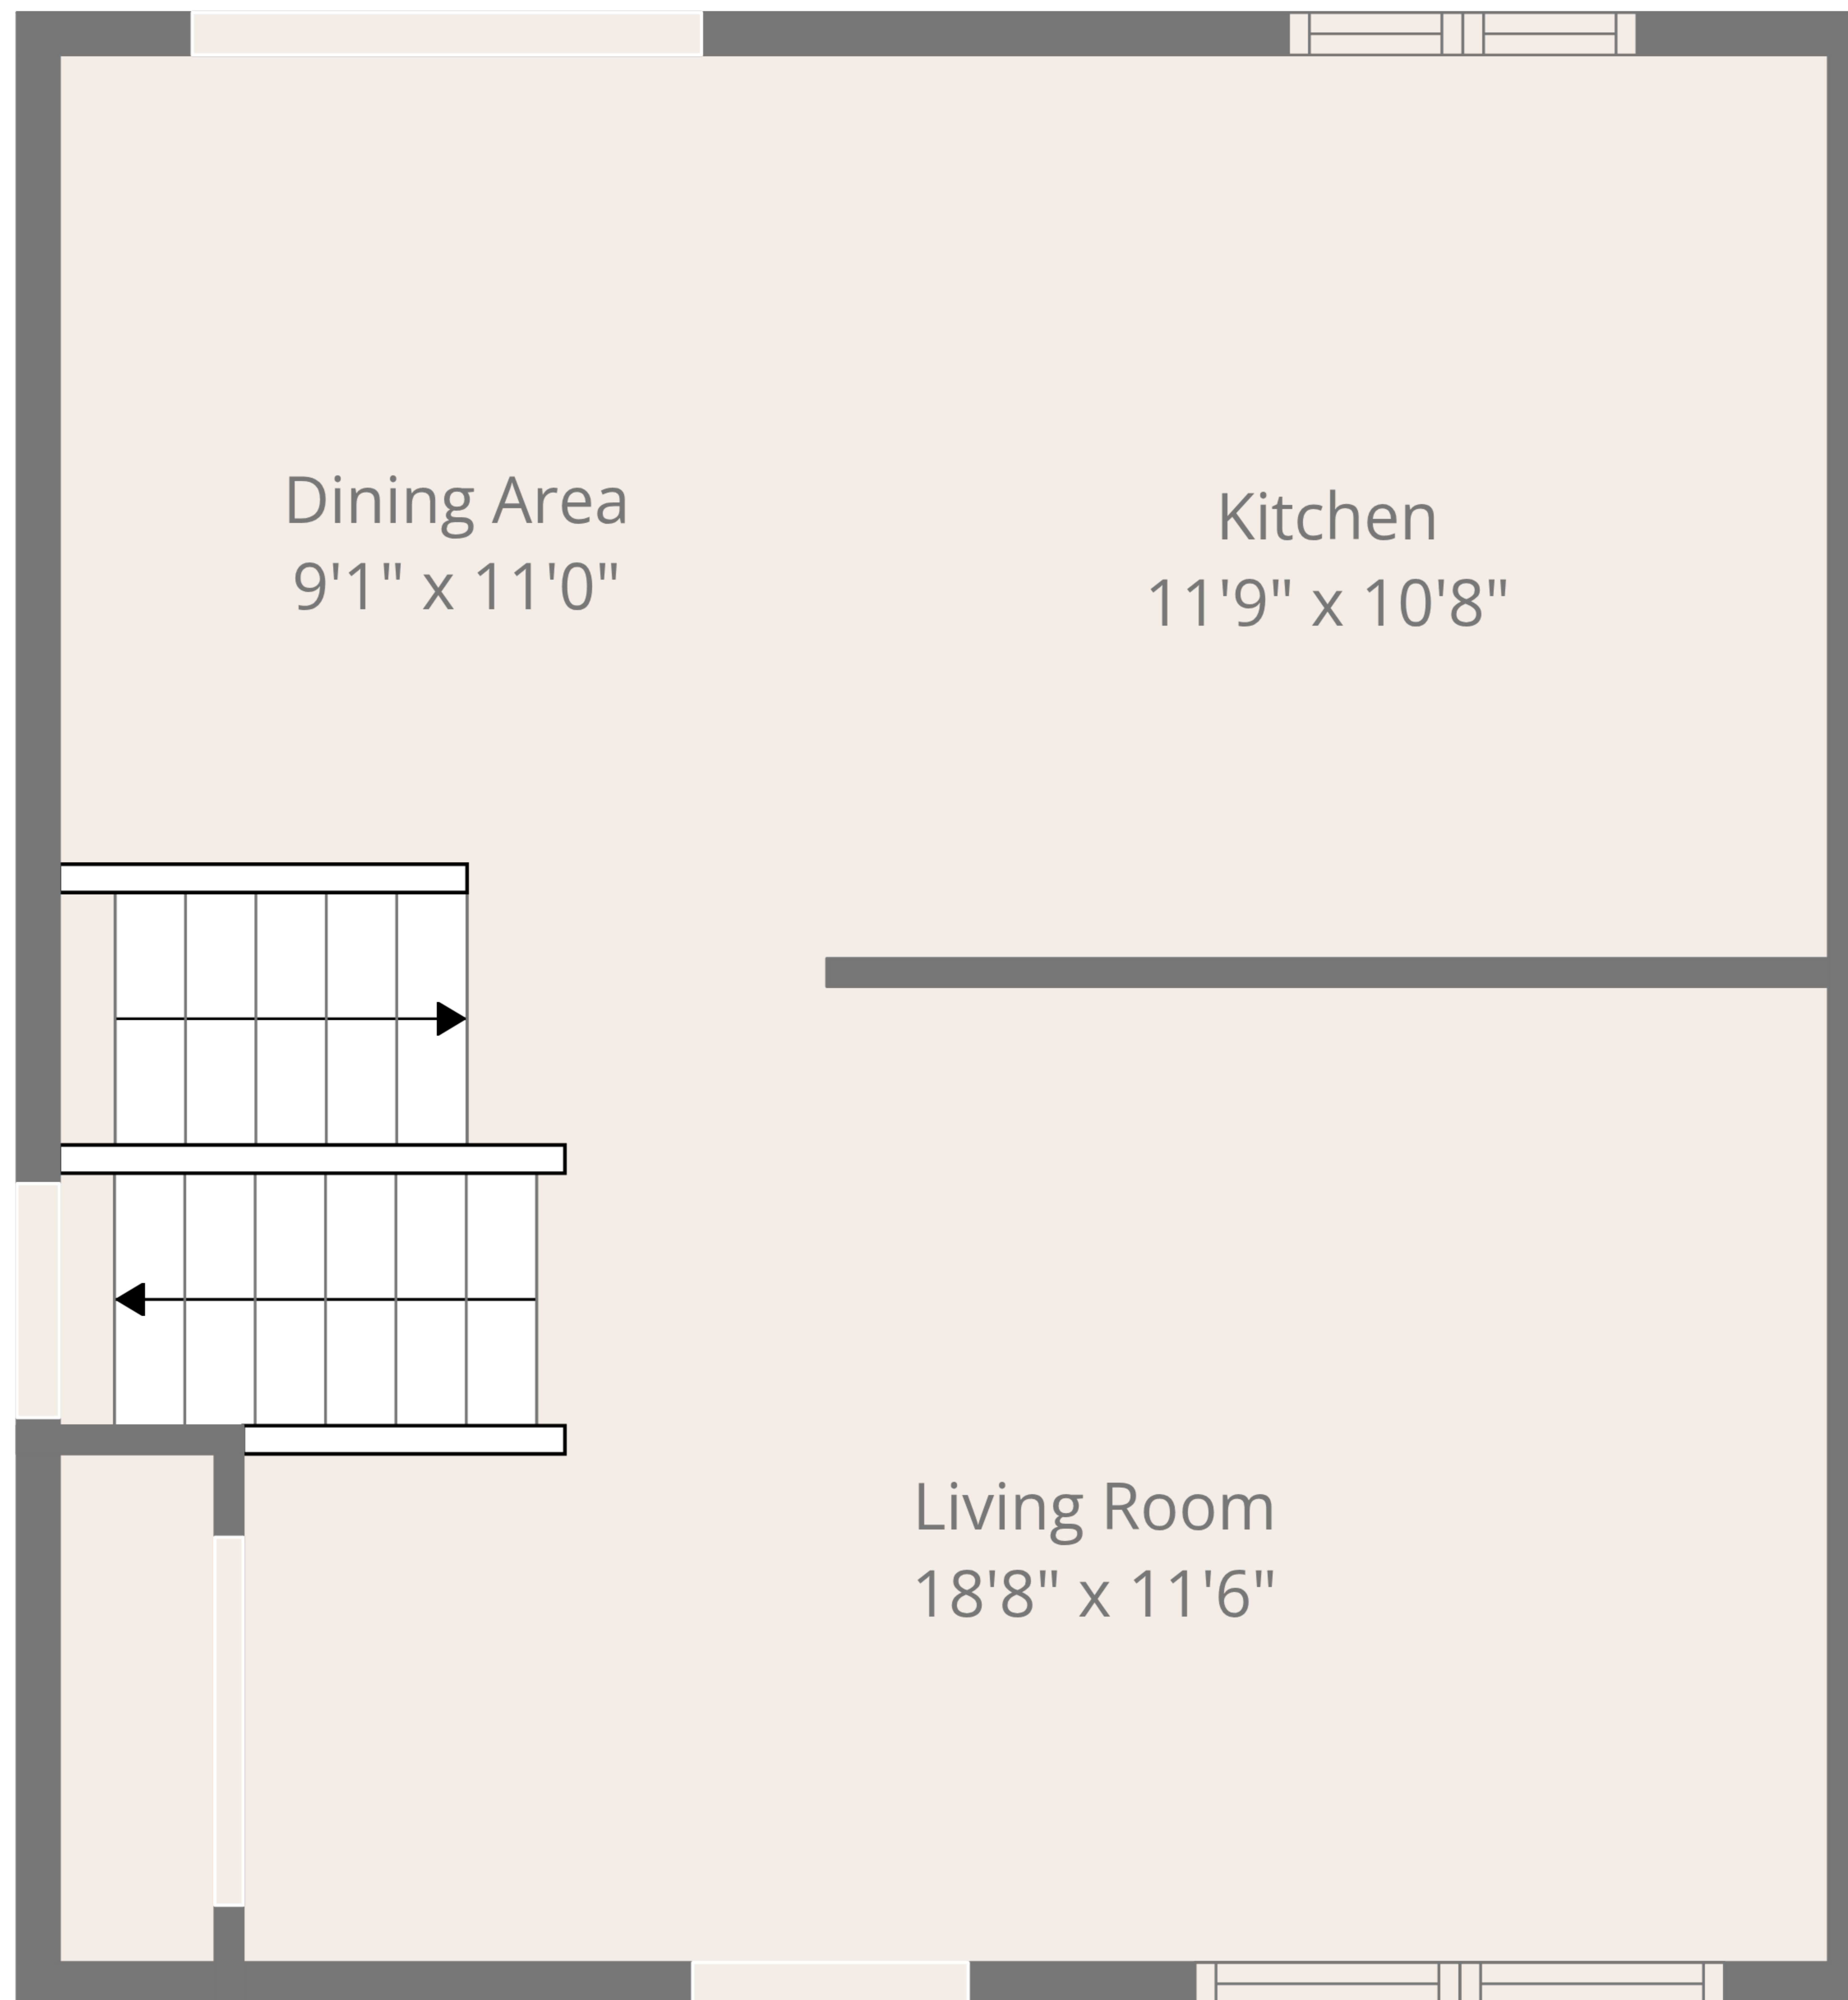 Dining Area
9'1" x 11'0"
Kitchen
11'9" x 10'8"
Living Room
18'8" x 11'6"